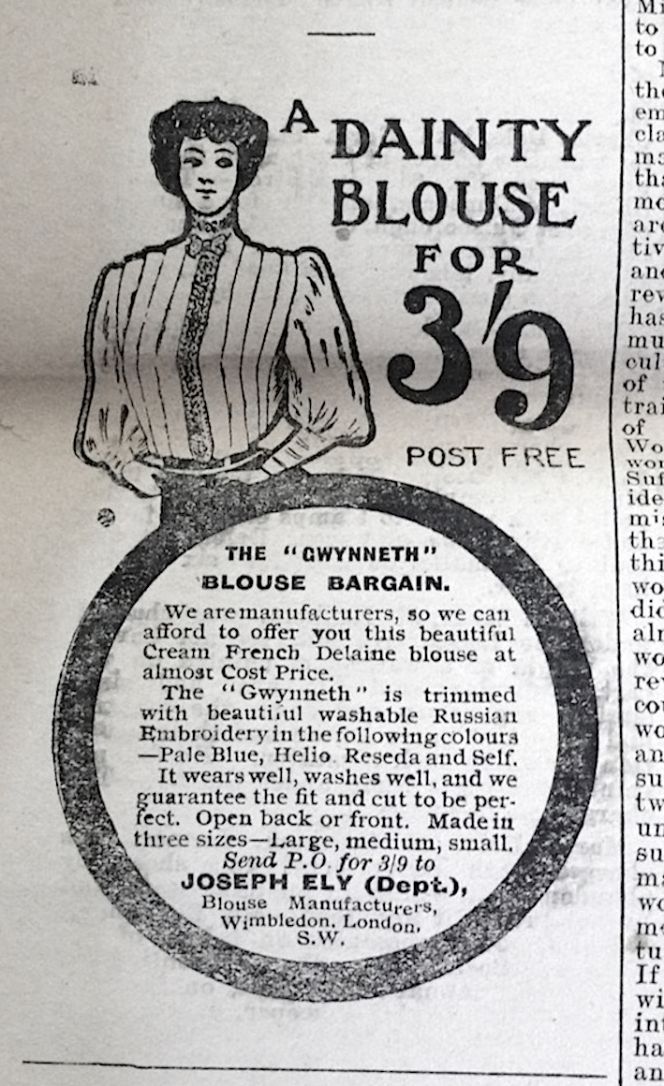 A DAINTY
BLOUSE
FOR
3'9
POST FREE
THE "GWYNNETH"
BLOUSE BARGAIN.
We are manufacturers, so we can
afford to offer you this beautiful
Cream French Delaine blouse at
almost Cost Price.
The "Gwynneth" is trimmed
with beautiful washable Russian
Embroidery in the following colours
—Pale Blue, Helio. Reseda and Self.
It wears well, washes well, and we
guarantee the fit and cut to be per-
fect. Open back or front. Made in
three sizes—Large, medium, small.
Send P.O. for 3/9 to
JOSEPH ELY (Dept.),
Blouse Manufacturers,
Wimbledon, London,
S.W.